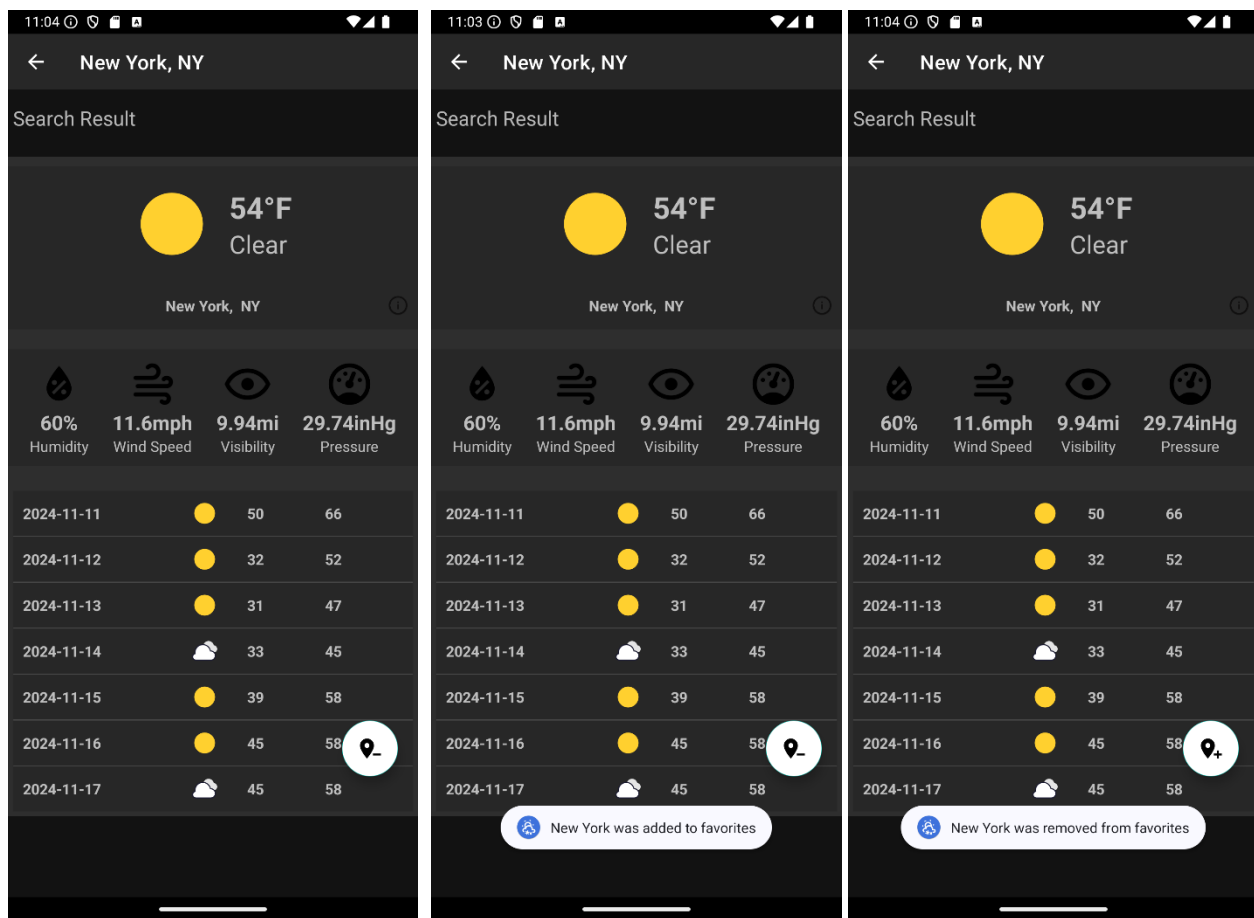 11:04
New York, NY
Search Result
54°F
Clear
New York, NY
60% 11.6mph 9.94mi 29.74inHg
Humidity Wind Speed Visibility Pressure
2024-11-11 50 66
2024-11-12 32 52
2024-11-13 31 47
2024-11-14 33 45
2024-11-15 39 58
2024-11-16 45 58
2024-11-17 45 58
11:03
New York, NY
Search Result
54°F
Clear
New York, NY
60% 11.6mph 9.94mi 29.74inHg
Humidity Wind Speed Visibility Pressure
2024-11-11 50 66
2024-11-12 32 52
2024-11-13 31 47
2024-11-14 33 45
2024-11-15 39 58
2024-11-16 45 58
2024-11-17 45 58
New York was added to favorites
11:04
New York, NY
Search Result
54°F
Clear
New York, NY
60% 11.6mph 9.94mi 29.74inHg
Humidity Wind Speed Visibility Pressure
2024-11-11 50 66
2024-11-12 32 52
2024-11-13 31 47
2024-11-14 33 45
2024-11-15 39 58
2024-11-16 45 58
2024-11-17 45 58
New York was removed from favorites